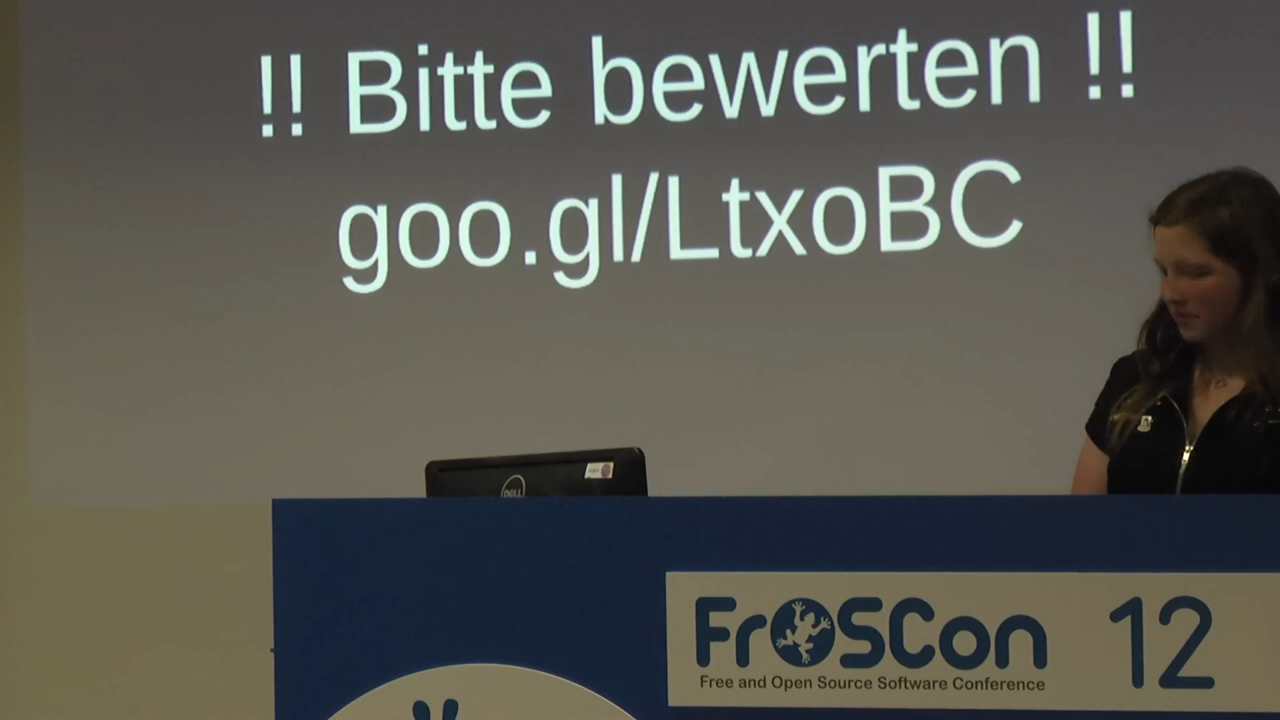 !! Bitte bewerten !!
goo.gl/LtxoBC
DELL
FrOSCon 12
Free and Open Source Software Conference